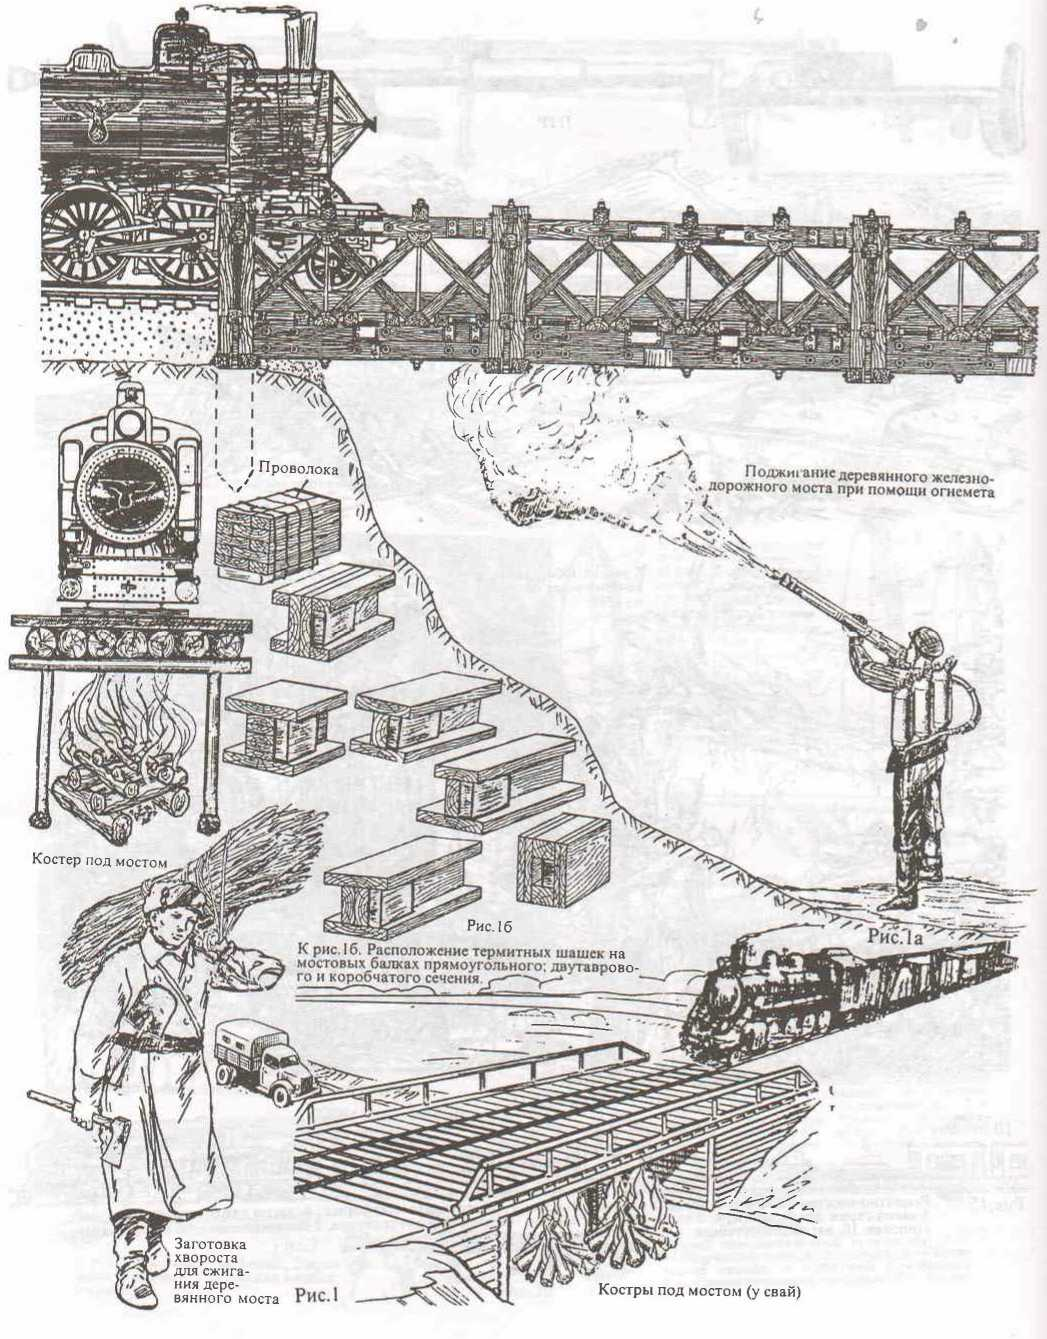 Проволока
Поджигание деревянного железно-
дорожного моста при помощи огнемета
Костер под мостом
Рис.1б
Рис.1а
К рис.1б. Расположение термитных шашек на
мостовых балках прямоугольного; двутаврово-
го и коробчатого сечения.
Заготовка
хвороста
для сжига-
ния дере-
вянного моста
Рис.1
Костры под мостом (у свай)